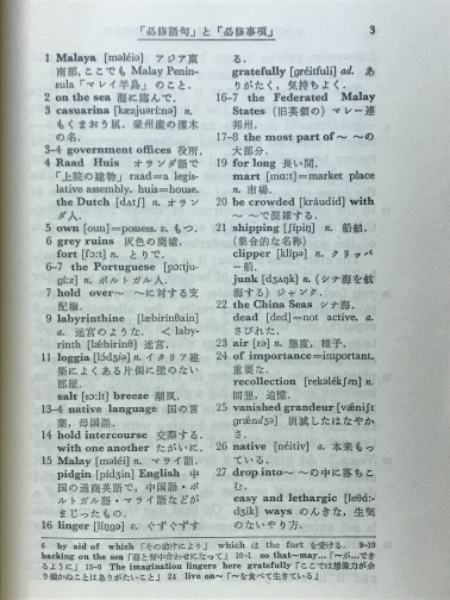 「必修語句」と「必修事項」 3
1 Malaya [məléiə] アジア東
南部, ここでも Malay Penin-
sula「マレイ半島」のこと.
2 on the sea 海に臨んで.
3 casuarina [kæʒjuərí:nə] n.
もくまおう属. 豪州産の灌木
の名.
3-4 government offices 役所.
4 Raad Huis オランダ語で
「上院の建物」 raad=a legis-
lative assembly. huis=house.
the Dutch [dʌtʃ] n. オラン
ダ人.
5 own [oun]=possess. v. もつ.
6 grey ruins 灰色の廃墟.
fort [fɔ:t] n. とりで.
6-7 the Portuguese [pɔ:tju-
gí:z] n. ポルトガル人.
7 hold over~ ~に対する支
配権.
9 labyrinthine [læbirínθain]
a. 迷宮のような. < laby-
rinth [lǽbirinθ] 迷宮.
11 loggia [lɔ́dʒiə] n. イタリア建
築によくある片側に壁のない
部屋.
salt [sɔ:lt] breeze 潮風.
13-4 native language 国の言
葉, 母国語.
14 hold intercourse 交際する.
with one another たがいに.
15 Malay [məléi] n. マライ語.
pidgin [pídʒin] English 中
国の通商英語で, 中国語・ポ
ルトガル語・マライ語などが
まじったもの.
16 linger [líŋgə] v. ぐずぐずす
る.
gratefully [gréitfuli] ad. あ
りがたく, 気持ちよく.
16-7 the Federated Malay
States (旧英領の) マレー連
邦州.
17-8 the most part of ~ ~の
大部分.
19 for long 長い間.
mart [mɑ:t]=market place
n. 市場.
20 be crowded [kráudid] with
~ ~で混雑する.
21 shipping [ʃípiŋ] n. 船舶.
(集合的な名称)
clipper [klípə] n. クリッパ
ー船.
junk [dʒʌŋk] n. (シナ海を航
海する) ジャンク.
22 the China Seas シナ海.
dead [ded]=not active. a.
さびれた.
23 air [ɛə] n. 態度, 様子.
24 of importance=important.
重要な.
recollection [rekəlékʃən] n.
回想, 追憶.
25 vanished grandeur [vǽniʃt
grǽndʒə] 消滅したはなやか
さ.
26 native [néitiv] a. 本来もっ
ている.
27 drop into~ ~の中に落ちこ
む.
easy and lethargic [leθá:-
dʒik] ways のんきな, 生気
のないやり方.
6 by aid of which「その助けにより」 which は the fort を受ける. 9-10
backing on the sea「海と背中合わせになって」 10-1 so that~may…「~が…でき
るように」 15-6 The imagination lingers here gratefully「ここでは想像力が余
り働かぬことはありがたいこと」 24 live on~「~を食べて生きている」